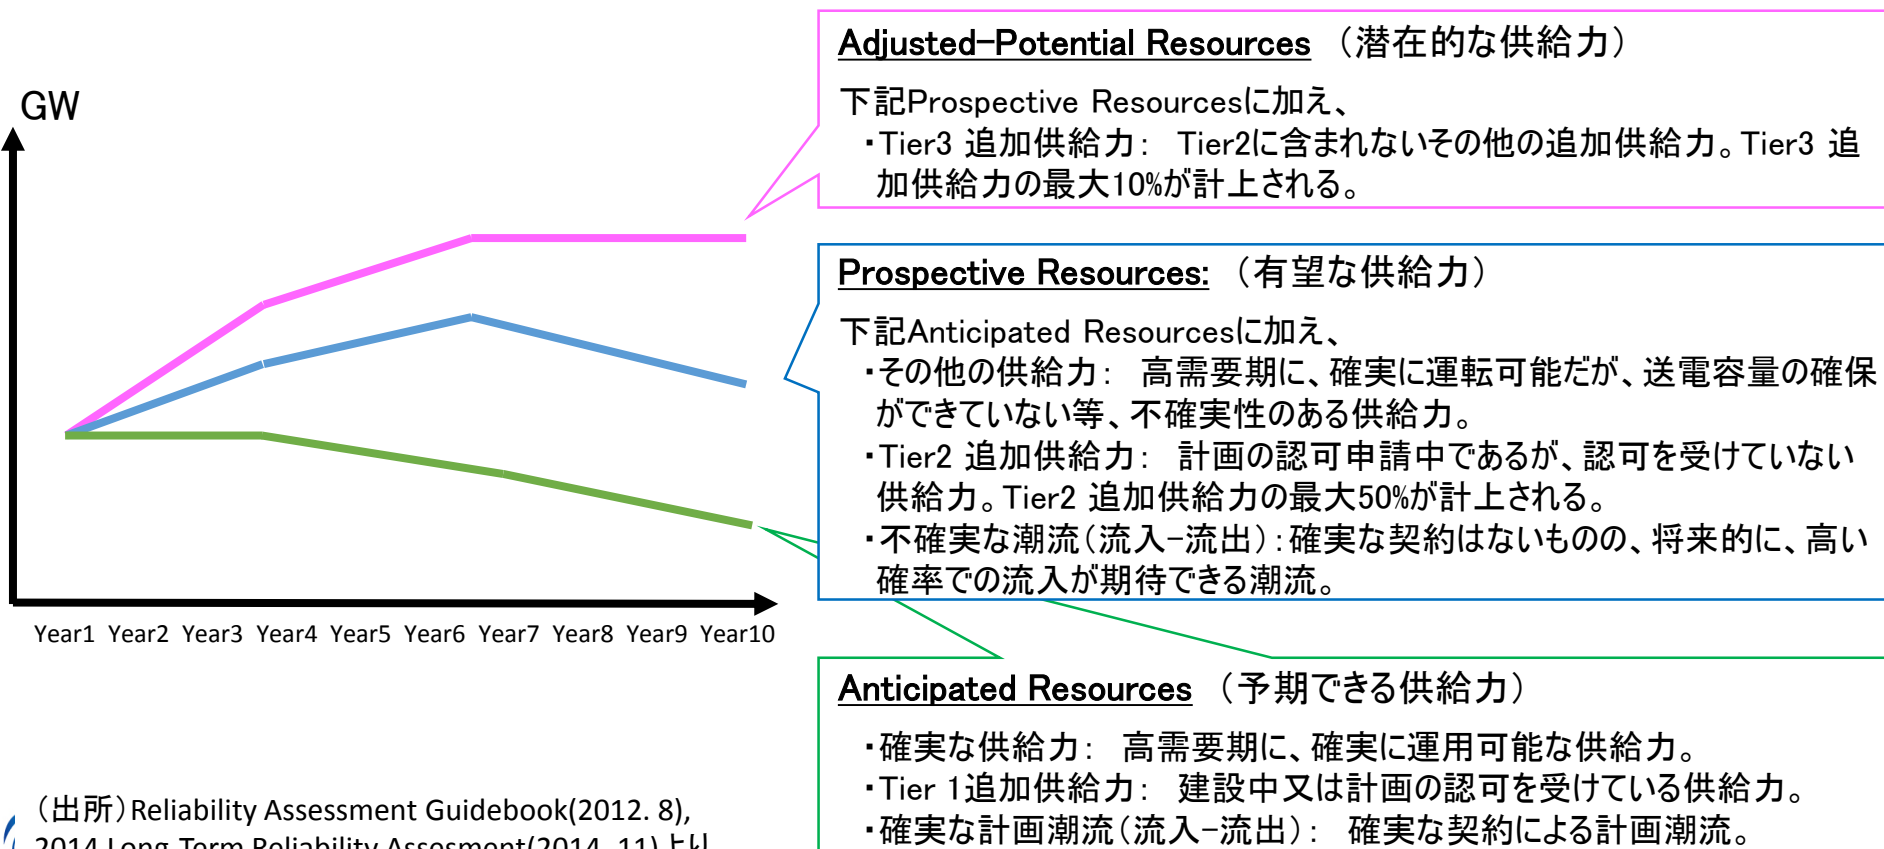 GW
Year1 Year2 Year3 Year4 Year5 Year6 Year7 Year8 Year9 Year10
Adjusted-Potential Resources （潜在的な供給力）
下記Prospective Resourcesに加え、
・Tier3 追加供給力： Tier2に含まれないその他の追加供給力。Tier3 追
加供給力の最大10%が計上される。
Prospective Resources: （有望な供給力）
下記Anticipated Resourcesに加え、
・その他の供給力： 高需要期に、確実に運転可能だが、送電容量の確保
ができていない等、不確実性のある供給力。
・Tier2 追加供給力： 計画の認可申請中であるが、認可を受けていない
供給力。Tier2 追加供給力の最大50%が計上される。
・不確実な潮流（流入-流出）：確実な契約はないものの、将来的に、高い
確率での流入が期待できる潮流。
Anticipated Resources （予期できる供給力）
・確実な供給力： 高需要期に、確実に運用可能な供給力。
・Tier 1追加供給力： 建設中又は計画の認可を受けている供給力。
・確実な計画潮流（流入-流出）： 確実な契約による計画潮流。
（出所）Reliability Assessment Guidebook(2012. 8),
2014 Long-Term Reliability Assesment(2014. 11)より